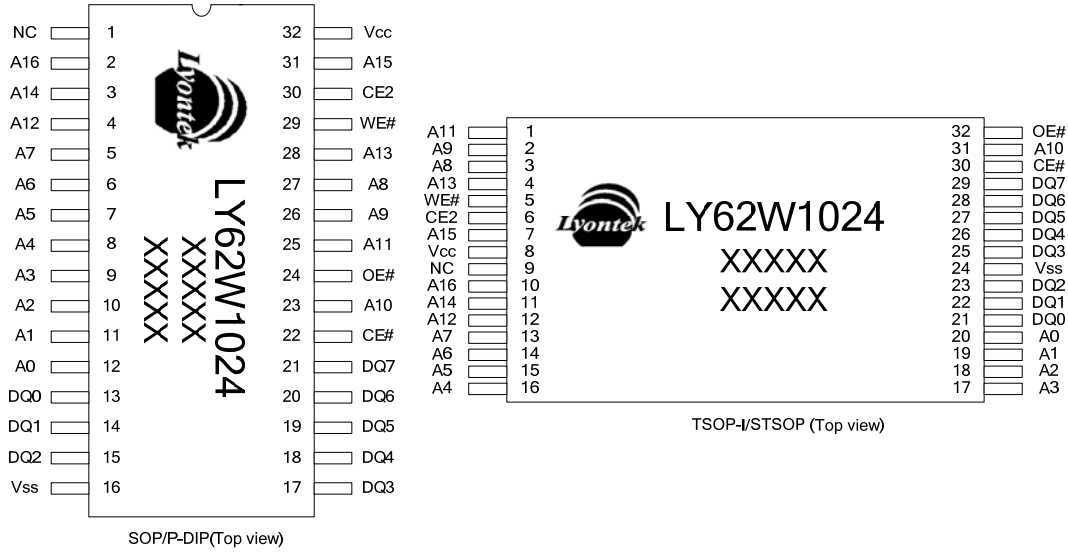 NC 1 32 Vcc
A16 2 31 A15
A14 3 30 CE2
A12 4 29 WE#
A7 5 28 A13
A6 6 27 A8
A5 7 26 A9
A4 8 25 A11
A3 9 24 OE#
A2 10 23 A10
A1 11 22 CE#
A0 12 21 DQ7
DQ0 13 20 DQ6
DQ1 14 19 DQ5
DQ2 15 18 DQ4
Vss 16 17 DQ3
Lyontek
LY62W1024
XXXXX
XXXXX
SOP/P-DIP(Top view)
A11 1 32 OE#
A9 2 31 A10
A8 3 30 CE#
A13 4 29 DQ7
WE# 5 28 DQ6
CE2 6 27 DQ5
A15 7 26 DQ4
Vcc 8 25 DQ3
NC 9 24 Vss
A16 10 23 DQ2
A14 11 22 DQ1
A12 12 21 DQ0
A7 13 20 A0
A6 14 19 A1
A5 15 18 A2
A4 16 17 A3
Lyontek LY62W1024
XXXXX
XXXXX
TSOP-I/STSOP (Top view)